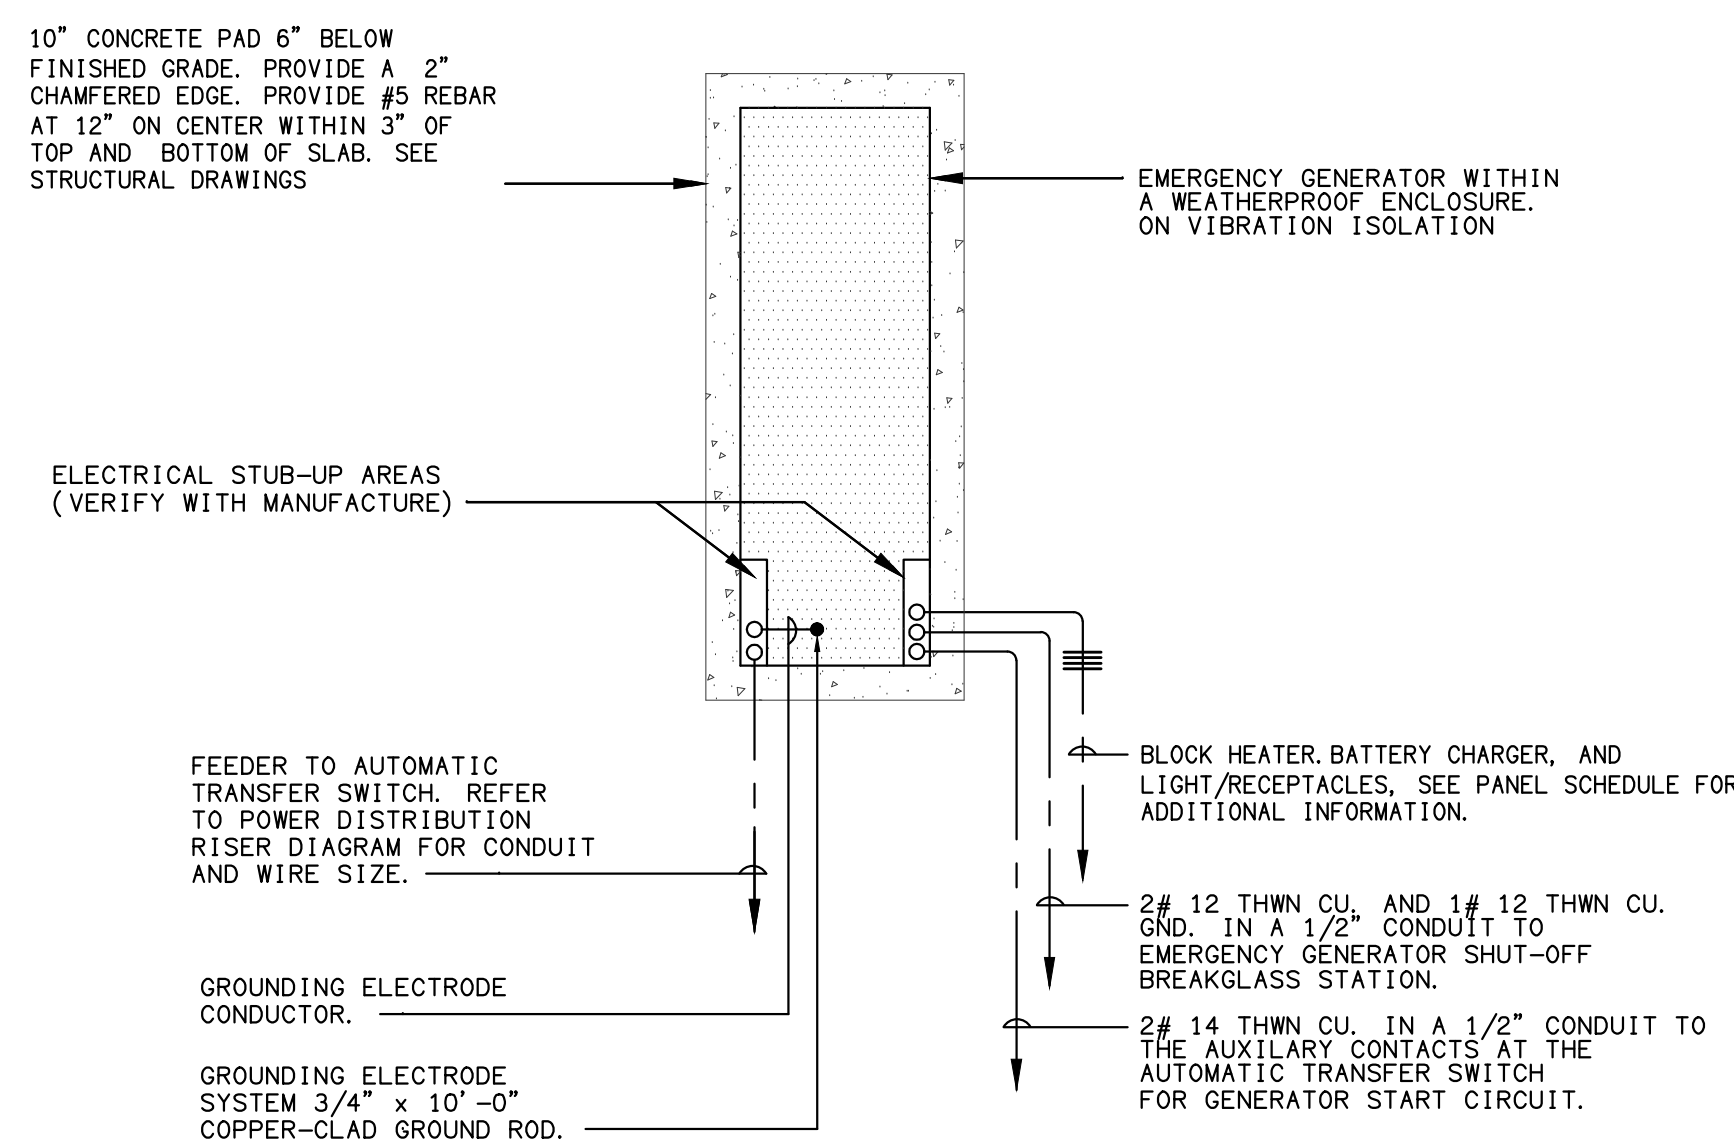 10" CONCRETE PAD 6" BELOW
FINISHED GRADE. PROVIDE A 2"
CHAMFERED EDGE. PROVIDE #5 REBAR
AT 12" ON CENTER WITHIN 3" OF
TOP AND BOTTOM OF SLAB. SEE
STRUCTURAL DRAWINGS
EMERGENCY GENERATOR WITHIN
A WEATHERPROOF ENCLOSURE.
ON VIBRATION ISOLATION
ELECTRICAL STUB-UP AREAS
(VERIFY WITH MANUFACTURE)
FEEDER TO AUTOMATIC
TRANSFER SWITCH. REFER
TO POWER DISTRIBUTION
RISER DIAGRAM FOR CONDUIT
AND WIRE SIZE.
BLOCK HEATER. BATTERY CHARGER, AND
LIGHT/RECEPTACLES, SEE PANEL SCHEDULE FOR
ADDITIONAL INFORMATION.
2# 12 THWN CU. AND 1# 12 THWN CU.
GND. IN A 1/2" CONDUIT TO
EMERGENCY GENERATOR SHUT-OFF
BREAKGLASS STATION.
GROUNDING ELECTRODE
CONDUCTOR.
2# 14 THWN CU. IN A 1/2" CONDUIT TO
THE AUXILARY CONTACTS AT THE
AUTOMATIC TRANSFER SWITCH
FOR GENERATOR START CIRCUIT.
GROUNDING ELECTRODE
SYSTEM 3/4" x 10'-0"
COPPER-CLAD GROUND ROD.